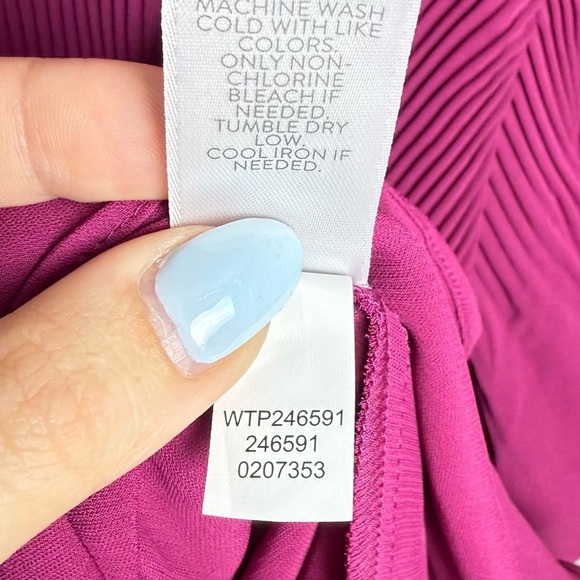 MACHINE WASH
COLD WITH LIKE
COLORS.
ONLY NON-
CHLORINE
BLEACH IF
NEEDED.
TUMBLE DRY
LOW.
COOL IRON IF
NEEDED.
WTP246591
246591
0207353